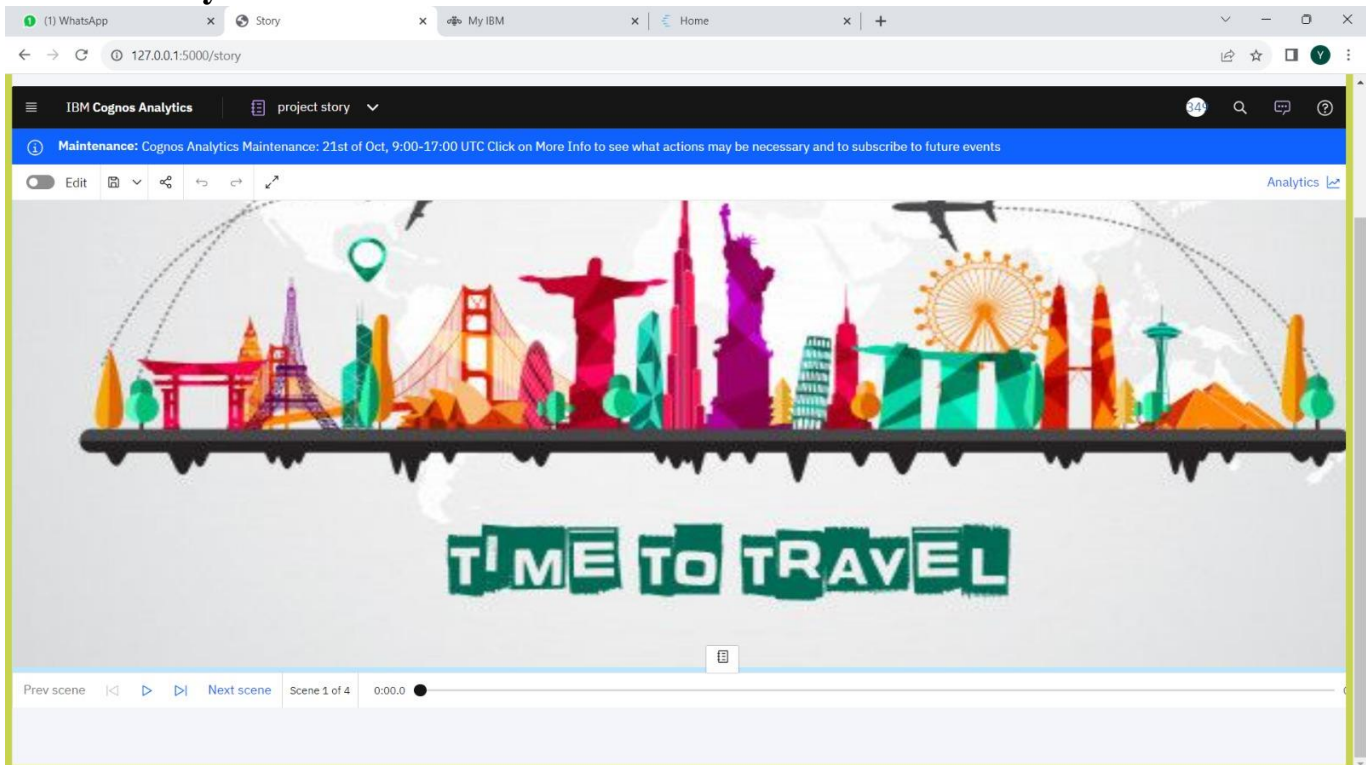 (1) WhatsApp
Story
My IBM
Home
127.0.0.1:5000/story
IBM Cognos Analytics
project story
349
Maintenance: Cognos Analytics Maintenance: 21st of Oct, 9:00-17:00 UTC Click on More Info to see what actions may be necessary and to subscribe to future events
Edit
Analytics
TIME TO TRAVEL
Prev scene
Next scene
Scene 1 of 4
0:00.0